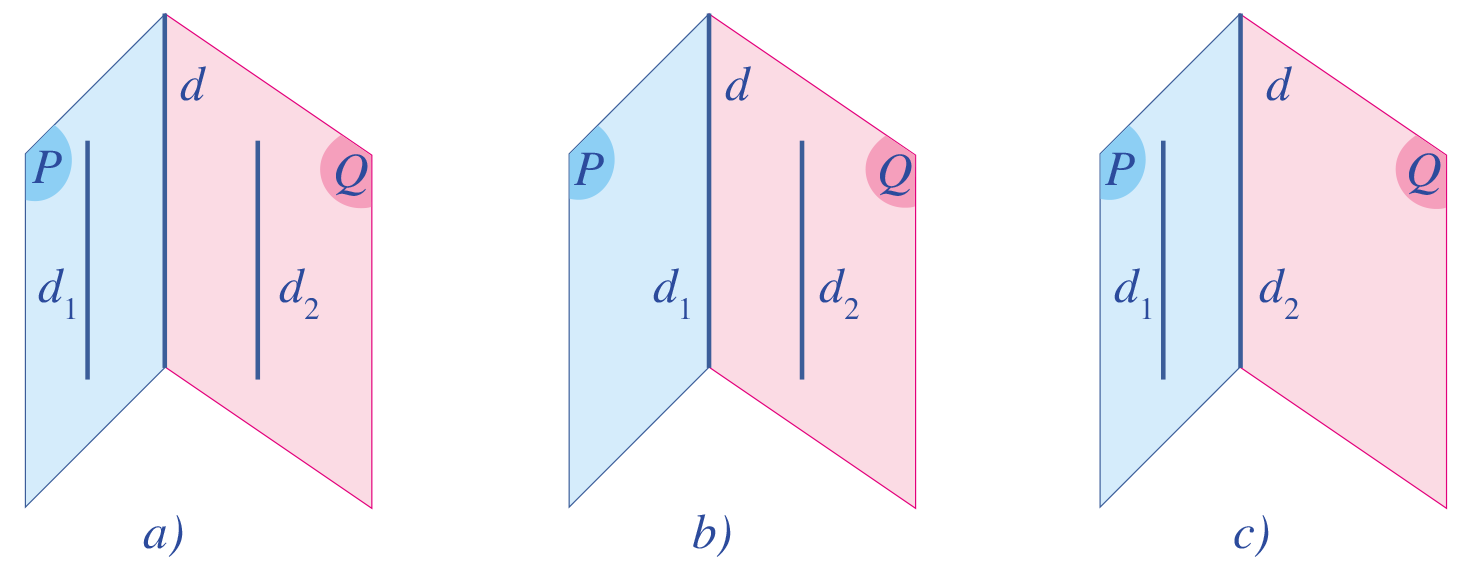 d d d
P Q P Q P Q
d₁ d₂ d₁ d₂ d₁ d₂
a) b) c)